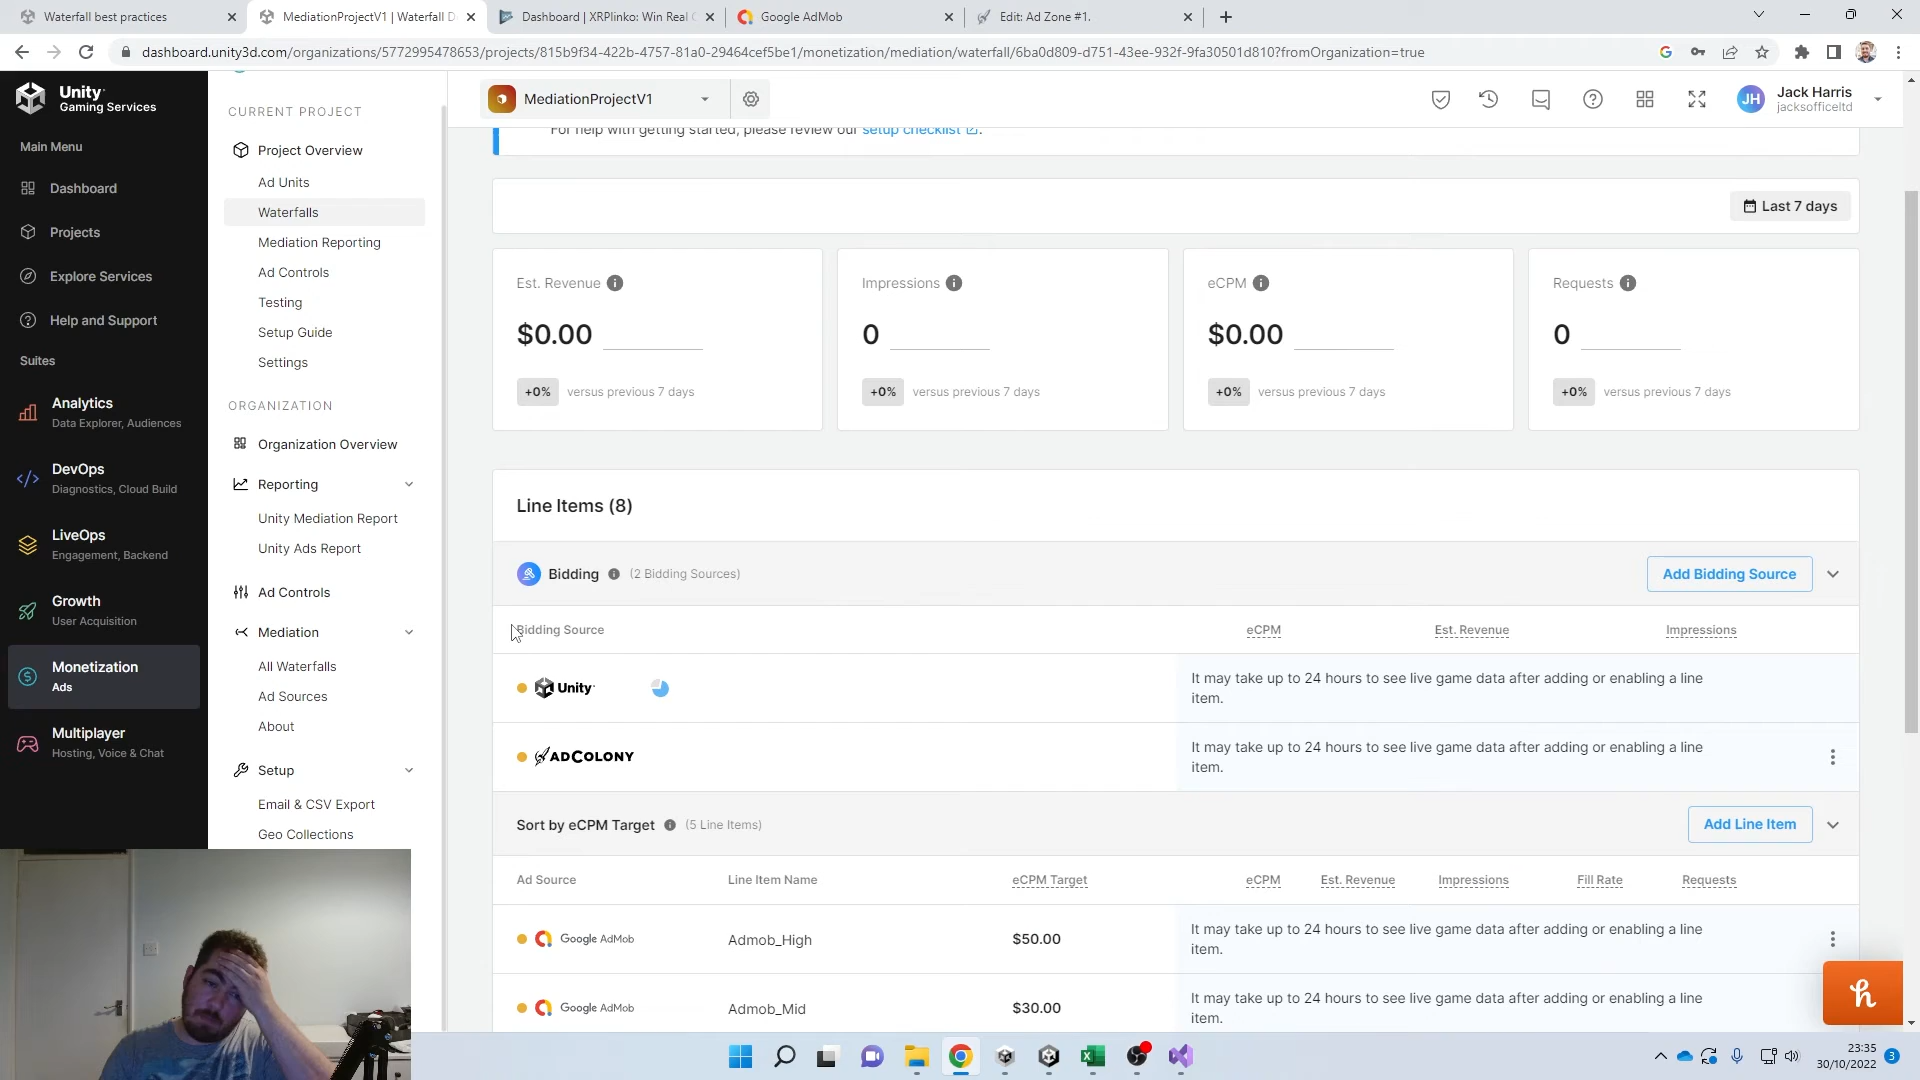 Waterfall best practices
MediationProjectV1 | Waterfall D
Dashboard | XRPlinko: Win Real C
Google AdMob
Edit: Ad Zone #1.
dashboard.unity3d.com/organizations/5772995478653/projects/815b9f34-422b-4757-81a0-29464cef5be1/monetization/mediation/waterfall/6ba0d809-d751-43ee-932f-9fa30501d810?fromOrganization=true
Unity
Gaming Services
Main Menu
Dashboard
Projects
Explore Services
Help and Support
Suites
Analytics
Data Explorer, Audiences
DevOps
Diagnostics, Cloud Build
LiveOps
Engagement, Backend
Growth
User Acquisition
Monetization
Ads
Multiplayer
Hosting, Voice & Chat
CURRENT PROJECT
Project Overview
Ad Units
Waterfalls
Mediation Reporting
Ad Controls
Testing
Setup Guide
Settings
ORGANIZATION
Organization Overview
Reporting
Unity Mediation Report
Unity Ads Report
Ad Controls
Mediation
All Waterfalls
Ad Sources
About
Setup
Email & CSV Export
Geo Collections
MediationProjectV1
JH
Jack Harris
jacksofficeltd
For help with getting started, please review our setup checklist.
Last 7 days
Est. Revenue
$0.00
+0% versus previous 7 days
Impressions
0
+0% versus previous 7 days
eCPM
$0.00
+0% versus previous 7 days
Requests
0
+0% versus previous 7 days
Line Items (8)
Bidding (2 Bidding Sources)
Add Bidding Source
Bidding Source eCPM Est. Revenue Impressions
Unity
It may take up to 24 hours to see live game data after adding or enabling a line
item.
ADCOLONY
It may take up to 24 hours to see live game data after adding or enabling a line
item.
Sort by eCPM Target (5 Line Items)
Add Line Item
Ad Source Line Item Name eCPM Target eCPM Est. Revenue Impressions Fill Rate Requests
Google AdMob Admob_High $50.00
It may take up to 24 hours to see live game data after adding or enabling a line
item.
Google AdMob Admob_Mid $30.00
It may take up to 24 hours to see live game data after adding or enabling a line
item.
23:35
30/10/2022
3